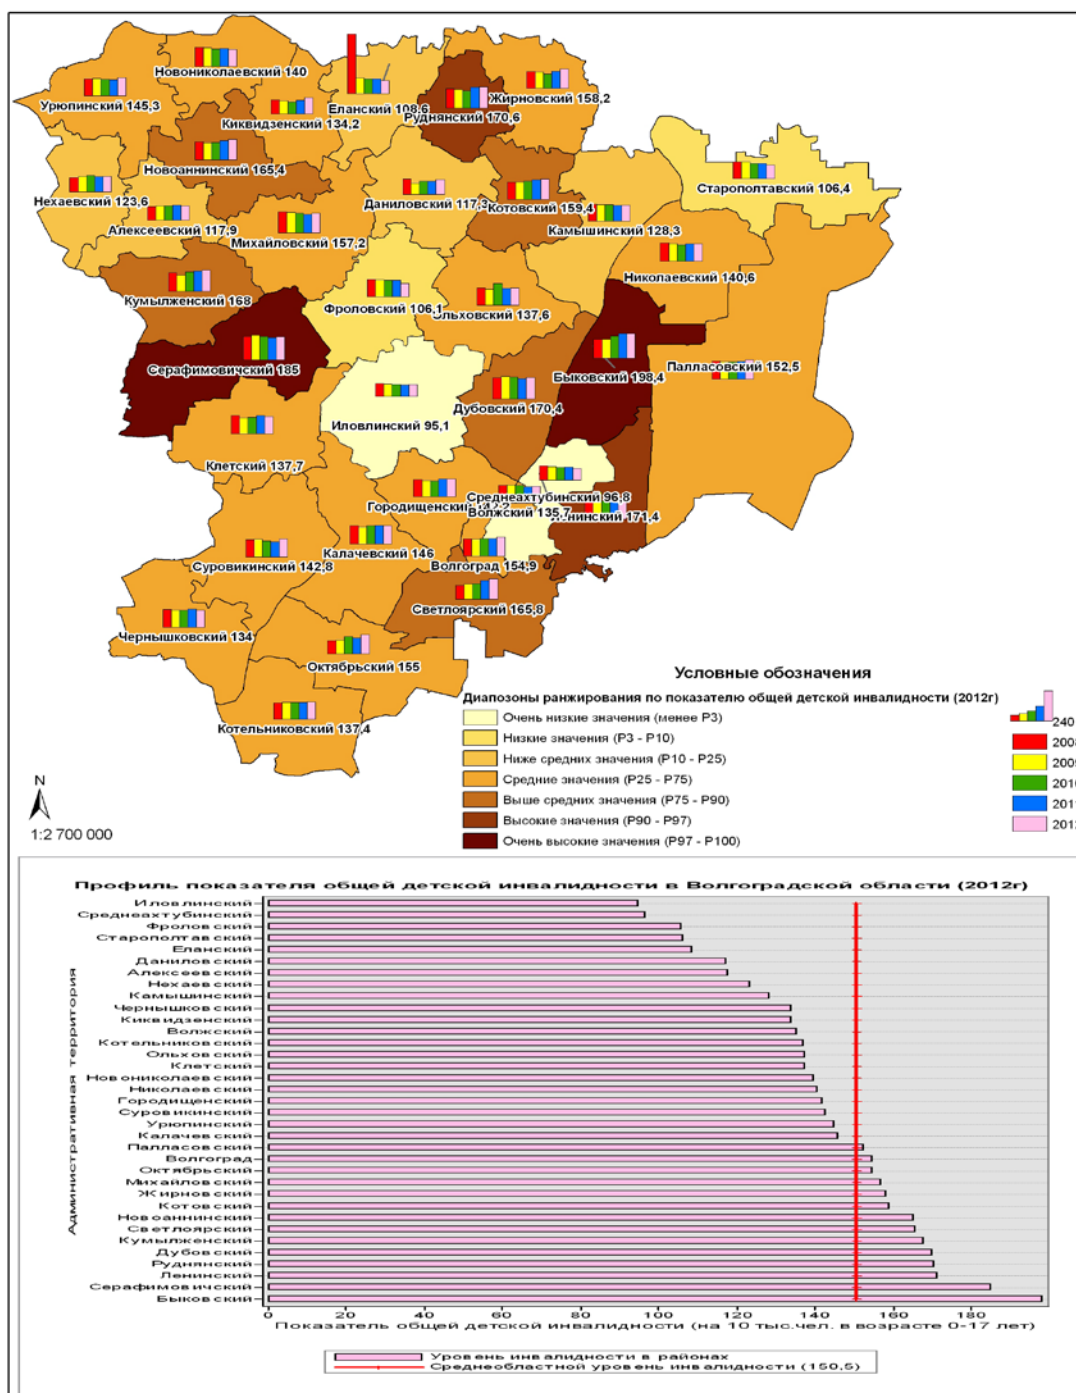 Новониколаевский 140
Урюпинский 145,3
Киквидзенский 134,2
Еланский 108,6
Руднянский 170,6
Жирновский 158,2
Новоаннинский 165,4
Нехаевский 123,6
Алексеевский 117,9
Михайловский 157,2
Даниловский 117,3
Котовский 159,4
Камышинский 128,3
Старополтавский 106,4
Николаевский 140,6
Кумылженский 168
Фроловский 106,1
Ольховский 137,6
Серафимовичский 185
Быковский 198,4
Палласовский 152,5
Иловлинский 95,1
Дубовский 170,4
Клетский 137,7
Среднеахтубинский 96,8
Городищенский
Волжский 135,7
Ленинский 171,4
Калачевский 146
Волгоград 154,9
Суровикинский 142,8
Светлоярский 165,8
Чернышковский 134
Октябрьский 155
Котельниковский 137,4
Условные обозначения
Диапозоны ранжирования по показателю общей детской инвалидности (2012г)
Очень низкие значения (менее P3)
Низкие значения (P3 - P10)
Ниже средних значения (P10 - P25)
Средние значения (P25 - P75)
Выше средних значения (P75 - P90)
Высокие значения (P90 - P97)
Очень высокие значения (P97 - P100)
240
2008
2009
2010
2011
2012
N
1:2 700 000
Профиль показателя общей детской инвалидности в Волгоградской области (2012г)
Административная территория
Иловлинский
Среднеахтубинский
Фроловский
Старополтавский
Еланский
Даниловский
Алексеевский
Нехаевский
Камышинский
Чернышковский
Киквидзенский
Волжский
Котельниковский
Ольховский
Клетский
Новониколаевский
Николаевский
Городищенский
Суровикинский
Урюпинский
Калачевский
Палласовский
Волгоград
Октябрьский
Михайловский
Жирновский
Котовский
Новоаннинский
Светлоярский
Кумылженский
Дубовский
Руднянский
Ленинский
Серафимовичский
Быковский
0 20 40 60 80 100 120 140 160 180
Показатель общей детской инвалидности (на 10 тыс.чел. в возрасте 0-17 лет)
Уровень инвалидности в районах
Среднеобластной уровень инвалидности (150,5)